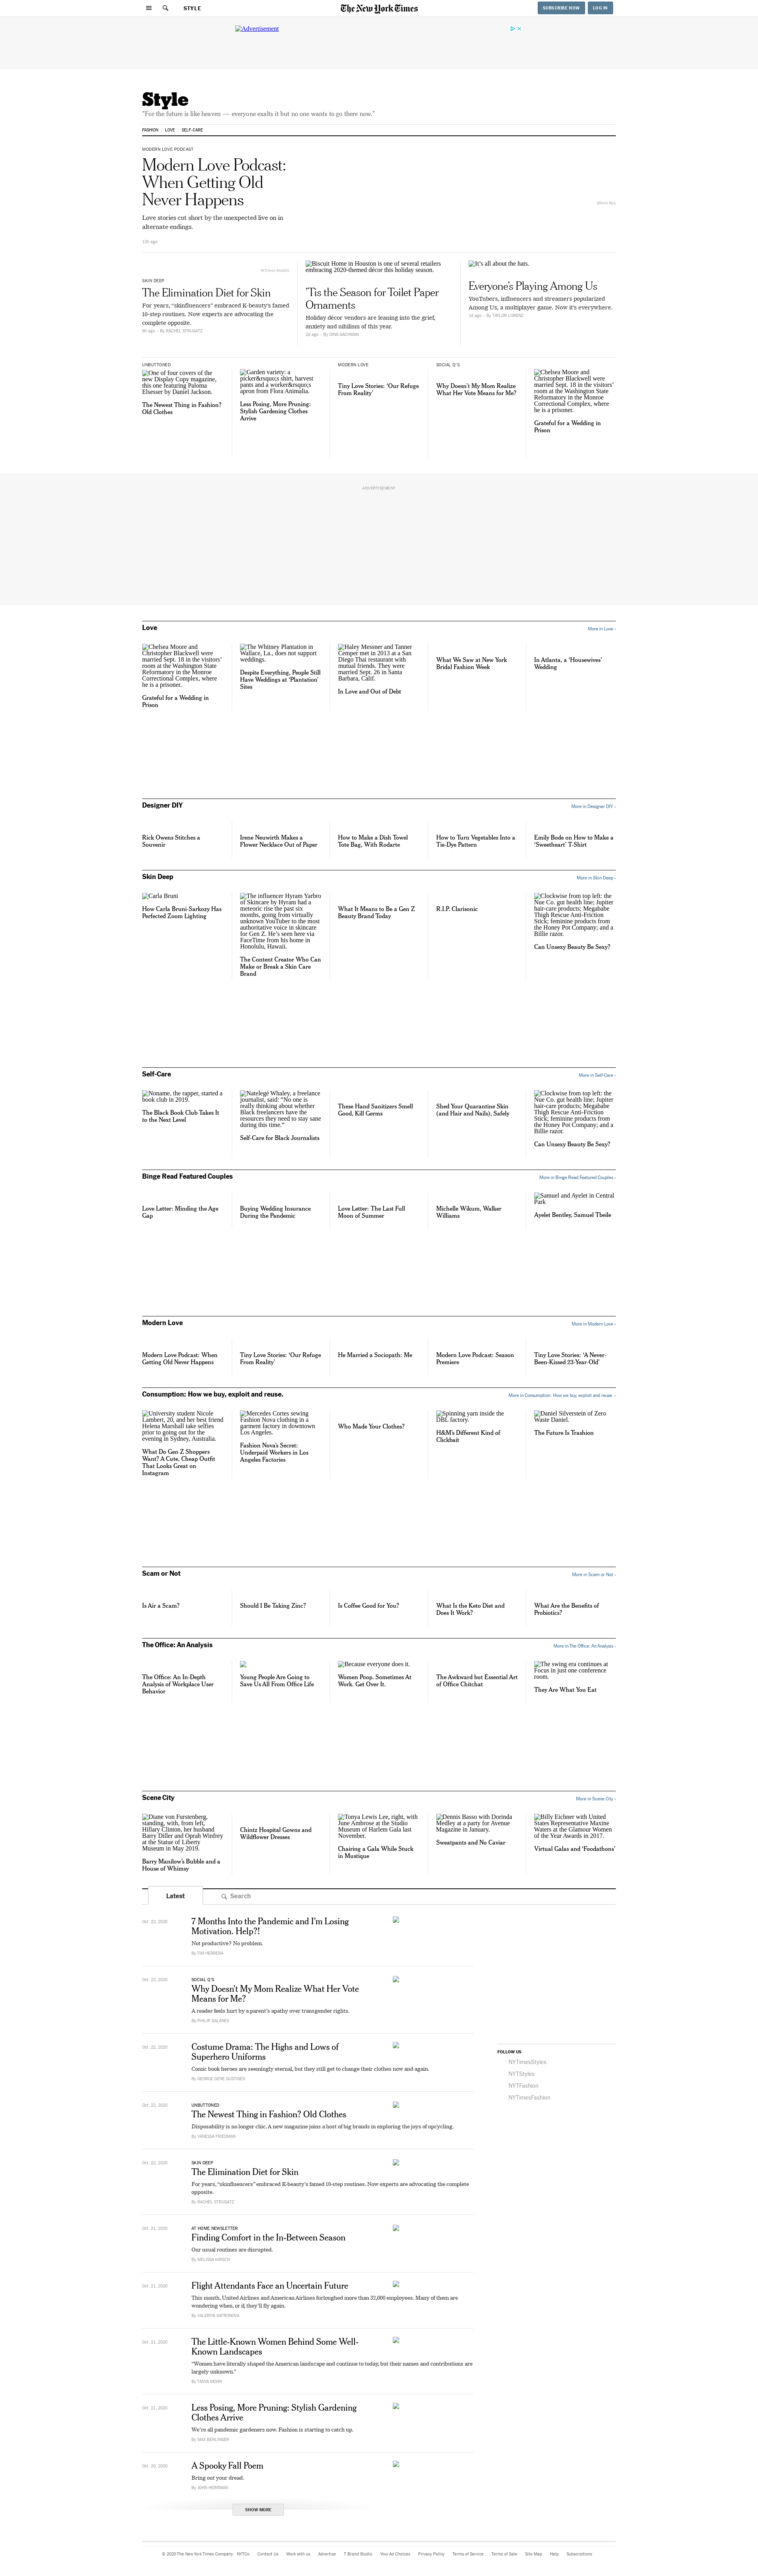 STYLE
The New York Times
SUBSCRIBE NOW
LOG IN
Advertisement
Style
"For the future is like heaven — everyone exalts it but no one wants to go there now."
FASHION
LOVE
SELF-CARE
MODERN LOVE PODCAST
Modern Love Podcast:
When Getting Old
Never Happens
Love stories cut short by the unexpected live on in
alternate endings.
12h ago
Brian Rea
SKIN DEEP
The Elimination Diet for Skin
For years, “skinfluencers” embraced K-beauty’s famed
10-step routines. Now experts are advocating the
complete opposite.
8h ago
By RACHEL STRUGATZ
Biscuit Home in Houston is one of several retailers
embracing 2020-themed décor this holiday season.
’Tis the Season for Toilet Paper
Ornaments
Holiday décor vendors are leaning into the grief,
anxiety and nihilism of this year.
2d ago
By GINA CACHMAN
It’s all about the hats.
Everyone’s Playing Among Us
YouTubers, influencers and streamers popularized
Among Us, a multiplayer game. Now it’s everywhere.
1d ago
By TAYLOR LORENZ
UNBUTTONED
One of four covers of the
new Display Copy magazine,
this one featuring Paloma
Elsesser by Daniel Jackson.
The Newest Thing in Fashion?
Old Clothes
Garden variety: a
picker&rsquo;s shirt, harvest
pants and a worker&rsquo;s
apron from Flora Animalia.
Less Posing, More Pruning:
Stylish Gardening Clothes
Arrive
MODERN LOVE
Tiny Love Stories: ‘Our Refuge
From Reality’
SOCIAL Q’S
Why Doesn’t My Mom Realize
What Her Vote Means for Me?
Chelsea Moore and
Christopher Blackwell were
married Sept. 18 in the visitors’
room at the Washington State
Reformatory in the Monroe
Correctional Complex, where
he is a prisoner.
Grateful for a Wedding in
Prison
ADVERTISEMENT
Love
More in Love ›
Chelsea Moore and
Christopher Blackwell were
married Sept. 18 in the visitors’
room at the Washington State
Reformatory in the Monroe
Correctional Complex, where
he is a prisoner.
Grateful for a Wedding in
Prison
The Whitney Plantation in
Wallace, La., does not support
weddings.
Despite Everything, People Still
Have Weddings at ‘Plantation’
Sites
Haley Messner and Tanner
Cemper met in 2013 at a San
Diego Thai restaurant with
mutual friends. They were
married Sept. 26 in Santa
Barbara, Calif.
In Love and Out of Debt
What We Saw at New York
Bridal Fashion Week
In Atlanta, a ‘Housewives’
Wedding
Designer DIY
More in Designer DIY ›
Rick Owens Stitches a
Souvenir
Irene Neuwirth Makes a
Flower Necklace Out of Paper
How to Make a Dish Towel
Tote Bag, With Rodarte
How to Turn Vegetables Into a
Tie-Dye Pattern
Emily Bode on How to Make a
‘Sweetheart’ T-Shirt
Skin Deep
More in Skin Deep ›
Carla Bruni
How Carla Bruni-Sarkozy Has
Perfected Zoom Lighting
The influencer Hyram Yarbro
of Skincare by Hyram had a
meteoric rise the past six
months, going from virtually
unknown YouTuber to the most
authoritative voice in skincare
for Gen Z. He’s seen here via
FaceTime from his home in
Honolulu, Hawaii.
The Content Creator Who Can
Make or Break a Skin Care
Brand
What It Means to Be a Gen Z
Beauty Brand Today
R.I.P. Clarisonic
Clockwise from top left: the
Nue Co. gut health line; Jupiter
hair-care products; Megababe
Thigh Rescue Anti-Friction
Stick; feminine products from
the Honey Pot Company; and a
Billie razor.
Can Unsexy Beauty Be Sexy?
Self-Care
More in Self-Care ›
Noname, the rapper, started a
book club in 2019.
The Black Book Club Takes It
to the Next Level
Natelegé Whaley, a freelance
journalist, said: “No one is
really thinking about whether
Black freelancers have the
resources they need to stay sane
during this time.”
Self-Care for Black Journalists
These Hand Sanitizers Smell
Good, Kill Germs
Shed Your Quarantine Skin
(and Hair and Nails), Safely
Clockwise from top left: the
Nue Co. gut health line; Jupiter
hair-care products; Megababe
Thigh Rescue Anti-Friction
Stick; feminine products from
the Honey Pot Company; and a
Billie razor.
Can Unsexy Beauty Be Sexy?
Binge Read Featured Couples
More in Binge Read Featured Couples ›
Love Letter: Minding the Age
Gap
Buying Wedding Insurance
During the Pandemic
Love Letter: The Last Full
Moon of Summer
Michelle Wikum, Walker
Williams
Samuel and Ayelet in Central
Park
Ayelet Bentley, Samuel Tbeile
Modern Love
More in Modern Love ›
Modern Love Podcast: When
Getting Old Never Happens
Tiny Love Stories: ‘Our Refuge
From Reality’
He Married a Sociopath: Me
Modern Love Podcast: Season
Premiere
Tiny Love Stories: ‘A Never-
Been-Kissed 23-Year-Old’
Consumption: How we buy, exploit and reuse.
More in Consumption: How we buy, exploit and reuse. ›
University student Nicole
Lambert, 20, and her best friend
Helena Marshall take selfies
prior to going out for the
evening in Sydney, Australia.
What Do Gen Z Shoppers
Want? A Cute, Cheap Outfit
That Looks Great on
Instagram
Mercedes Cortes sewing
Fashion Nova clothing in a
garment factory in downtown
Los Angeles.
Fashion Nova’s Secret:
Underpaid Workers in Los
Angeles Factories
Who Made Your Clothes?
Spinning yarn inside the
DBL factory.
H&M’s Different Kind of
Clickbait
Daniel Silverstein of Zero
Waste Daniel.
The Future Is Trashion
Scam or Not
More in Scam or Not ›
Is Air a Scam?
Should I Be Taking Zinc?
Is Coffee Good for You?
What Is the Keto Diet and
Does It Work?
What Are the Benefits of
Probiotics?
The Office: An Analysis
More in The Office: An Analysis ›
The Office: An In-Depth
Analysis of Workplace User
Behavior
Young People Are Going to
Save Us All From Office Life
Because everyone does it.
Women Poop. Sometimes At
Work. Get Over It.
The Awkward but Essential Art
of Office Chitchat
The swing era continues at
Focus in just one conference
room.
They Are What You Eat
Scene City
More in Scene City ›
Diane von Furstenberg,
standing, with, from left,
Hillary Clinton, her husband
Barry Diller and Oprah Winfrey
at the Statue of Liberty
Museum in May 2019.
Barry Manilow’s Bubble and a
House of Whimsy
Chintz Hospital Gowns and
Wildflower Dresses
Tonya Lewis Lee, right, with
June Ambrose at the Studio
Museum of Harlem Gala last
November.
Chairing a Gala While Stuck
in Mustique
Dennis Basso with Dorinda
Medley at a party for Avenue
Magazine in January.
Sweatpants and No Caviar
Billy Eichner with United
States Representative Maxine
Waters at the Glamour Women
of the Year Awards in 2017.
Virtual Galas and ‘Foodathons’
Latest
Search
Oct. 23, 2020
7 Months Into the Pandemic and I’m Losing
Motivation. Help?!
Not productive? No problem.
By TIM HERRERA
Oct. 22, 2020
SOCIAL Q’S
Why Doesn’t My Mom Realize What Her Vote
Means for Me?
A reader feels hurt by a parent’s apathy over transgender rights.
By PHILIP GALANES
Oct. 22, 2020
Costume Drama: The Highs and Lows of
Superhero Uniforms
Comic book heroes are seemingly eternal, but they still get to change their clothes now and again.
By GEORGE GENE GUSTINES
Oct. 22, 2020
UNBUTTONED
The Newest Thing in Fashion? Old Clothes
Disposability is no longer chic. A new magazine joins a host of big brands in exploring the joys of upcycling.
By VANESSA FRIEDMAN
Oct. 22, 2020
SKIN DEEP
The Elimination Diet for Skin
For years, “skinfluencers” embraced K-beauty’s famed 10-step routines. Now experts are advocating the complete
opposite.
By RACHEL STRUGATZ
Oct. 21, 2020
AT HOME NEWSLETTER
Finding Comfort in the In-Between Season
Our usual routines are disrupted.
By MELISSA KIRSCH
Oct. 21, 2020
Flight Attendants Face an Uncertain Future
This month, United Airlines and American Airlines furloughed more than 32,000 employees. Many of them are
wondering when, or if, they’ll fly again.
By VALERIYA SAFRONOVA
Oct. 21, 2020
The Little-Known Women Behind Some Well-
Known Landscapes
“Women have literally shaped the American landscape and continue to today, but their names and contributions are
largely unknown.”
By TANYA MOHN
Oct. 21, 2020
Less Posing, More Pruning: Stylish Gardening
Clothes Arrive
We’re all pandemic gardeners now. Fashion is starting to catch up.
By MAX BERLINGER
Oct. 20, 2020
A Spooky Fall Poem
Bring out your dread.
By JOHN HERRMAN
SHOW MORE
FOLLOW US
NYTimesStyles
NYTStyles
NYTFashion
NYTimesFashion
© 2020 The New York Times Company
NYTCo
Contact Us
Work with us
Advertise
T Brand Studio
Your Ad Choices
Privacy Policy
Terms of Service
Terms of Sale
Site Map
Help
Subscriptions